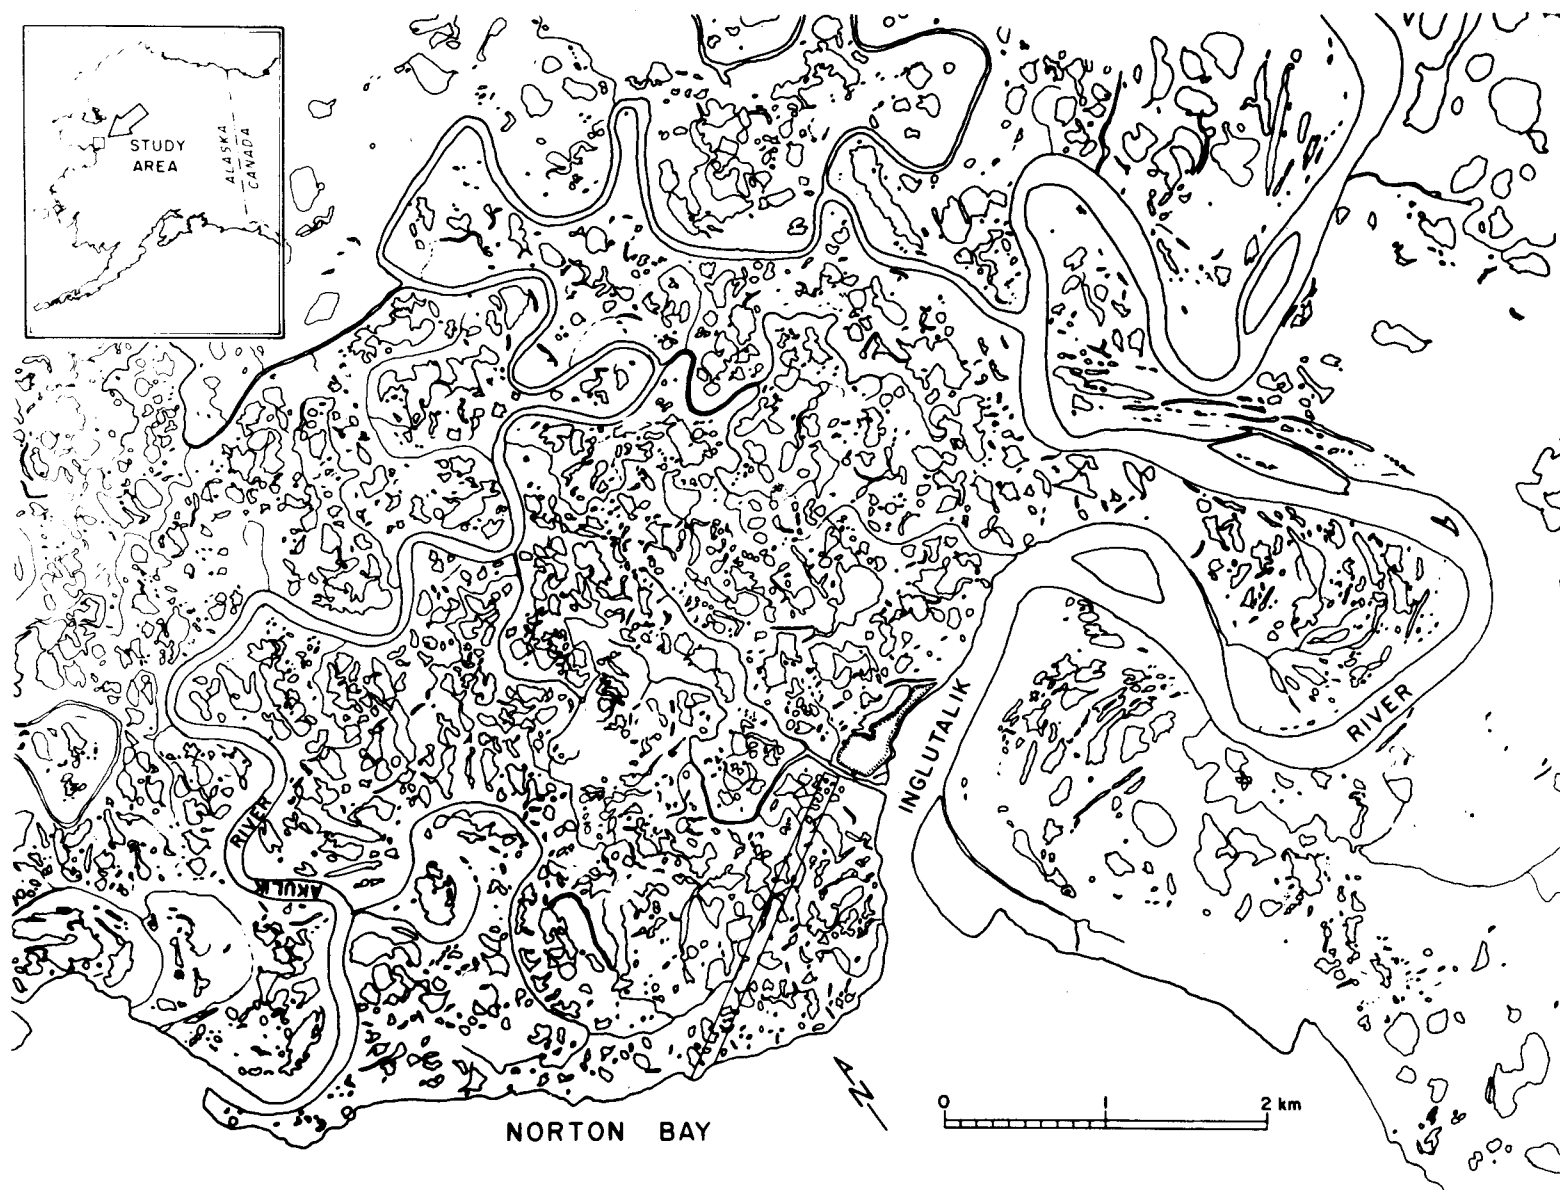 STUDY
AREA
ALASKA
CANADA
RIVER
INGLUTALIK
RIVER
AKULIK
N
0 1 2 km
NORTON BAY